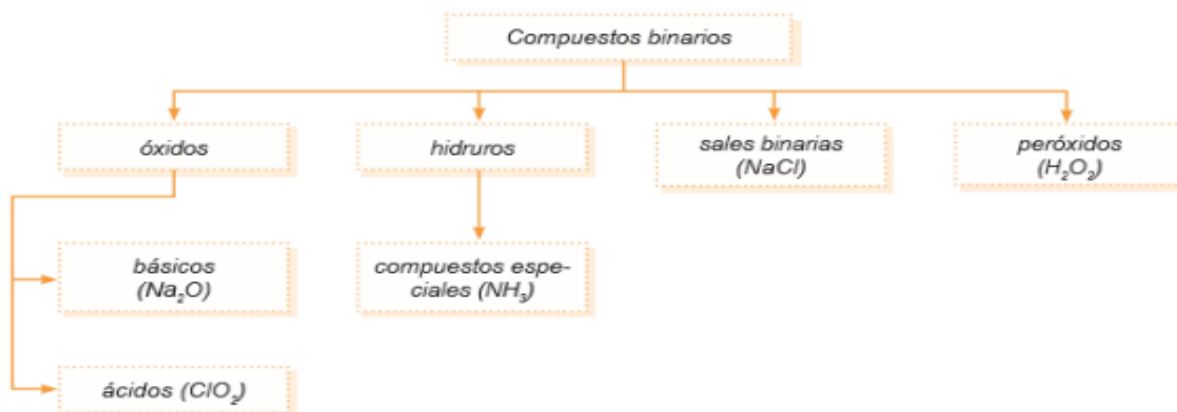 Compuestos binarios
óxidos
hidruros
sales binarias
(NaCl)
peróxidos
(H₂O₂)
básicos
(Na₂O)
compuestos espe-
ciales (NH₃)
ácidos (ClO₂)